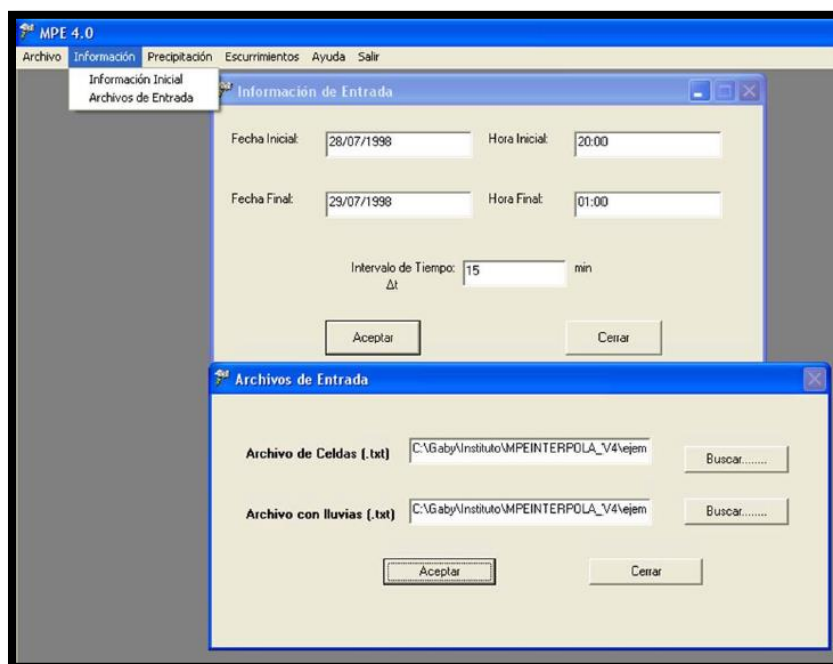 MPE 4.0
Archivo Información Precipitación Escurrimientos Ayuda Salir
Información Inicial
Archivos de Entrada
Información de Entrada
Fecha Inicial: 28/07/1998 Hora Inicial: 20:00
Fecha Final: 29/07/1998 Hora Final: 01:00
Intervalo de Tiempo: 15 min
Δt
Aceptar Cerrar
Archivos de Entrada
Archivo de Celdas (.txt) C:\Gaby\Instituto\MPEINTERPOLA_V4\ejem Buscar........
Archivo con lluvias (.txt) C:\Gaby\Instituto\MPEINTERPOLA_V4\ejem Buscar........
Aceptar Cerrar